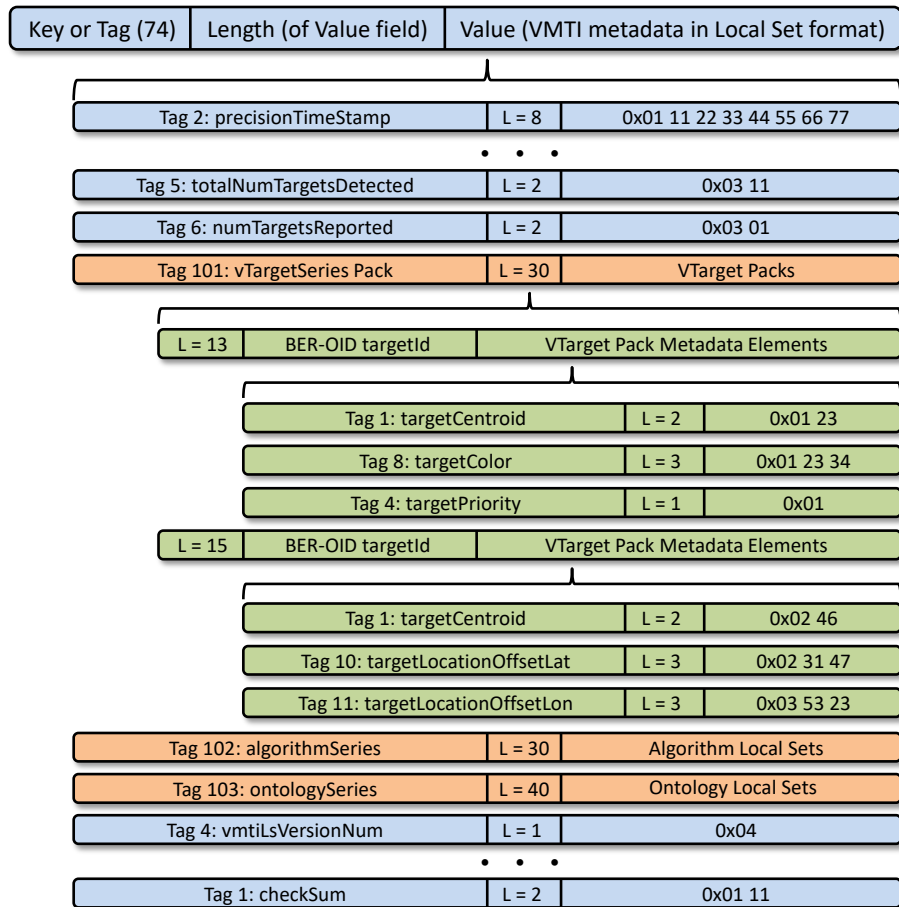 Key or Tag (74) Length (of Value field) Value (VMTI metadata in Local Set format)
Tag 2: precisionTimeStamp L = 8 0x01 11 22 33 44 55 66 77
• • •
Tag 5: totalNumTargetsDetected L = 2 0x03 11
Tag 6: numTargetsReported L = 2 0x03 01
Tag 101: vTargetSeries Pack L = 30 VTarget Packs
L = 13 BER-OID targetId VTarget Pack Metadata Elements
Tag 1: targetCentroid L = 2 0x01 23
Tag 8: targetColor L = 3 0x01 23 34
Tag 4: targetPriority L = 1 0x01
L = 15 BER-OID targetId VTarget Pack Metadata Elements
Tag 1: targetCentroid L = 2 0x02 46
Tag 10: targetLocationOffsetLat L = 3 0x02 31 47
Tag 11: targetLocationOffsetLon L = 3 0x03 53 23
Tag 102: algorithmSeries L = 30 Algorithm Local Sets
Tag 103: ontologySeries L = 40 Ontology Local Sets
Tag 4: vmtiLsVersionNum L = 1 0x04
• • •
Tag 1: checkSum L = 2 0x01 11